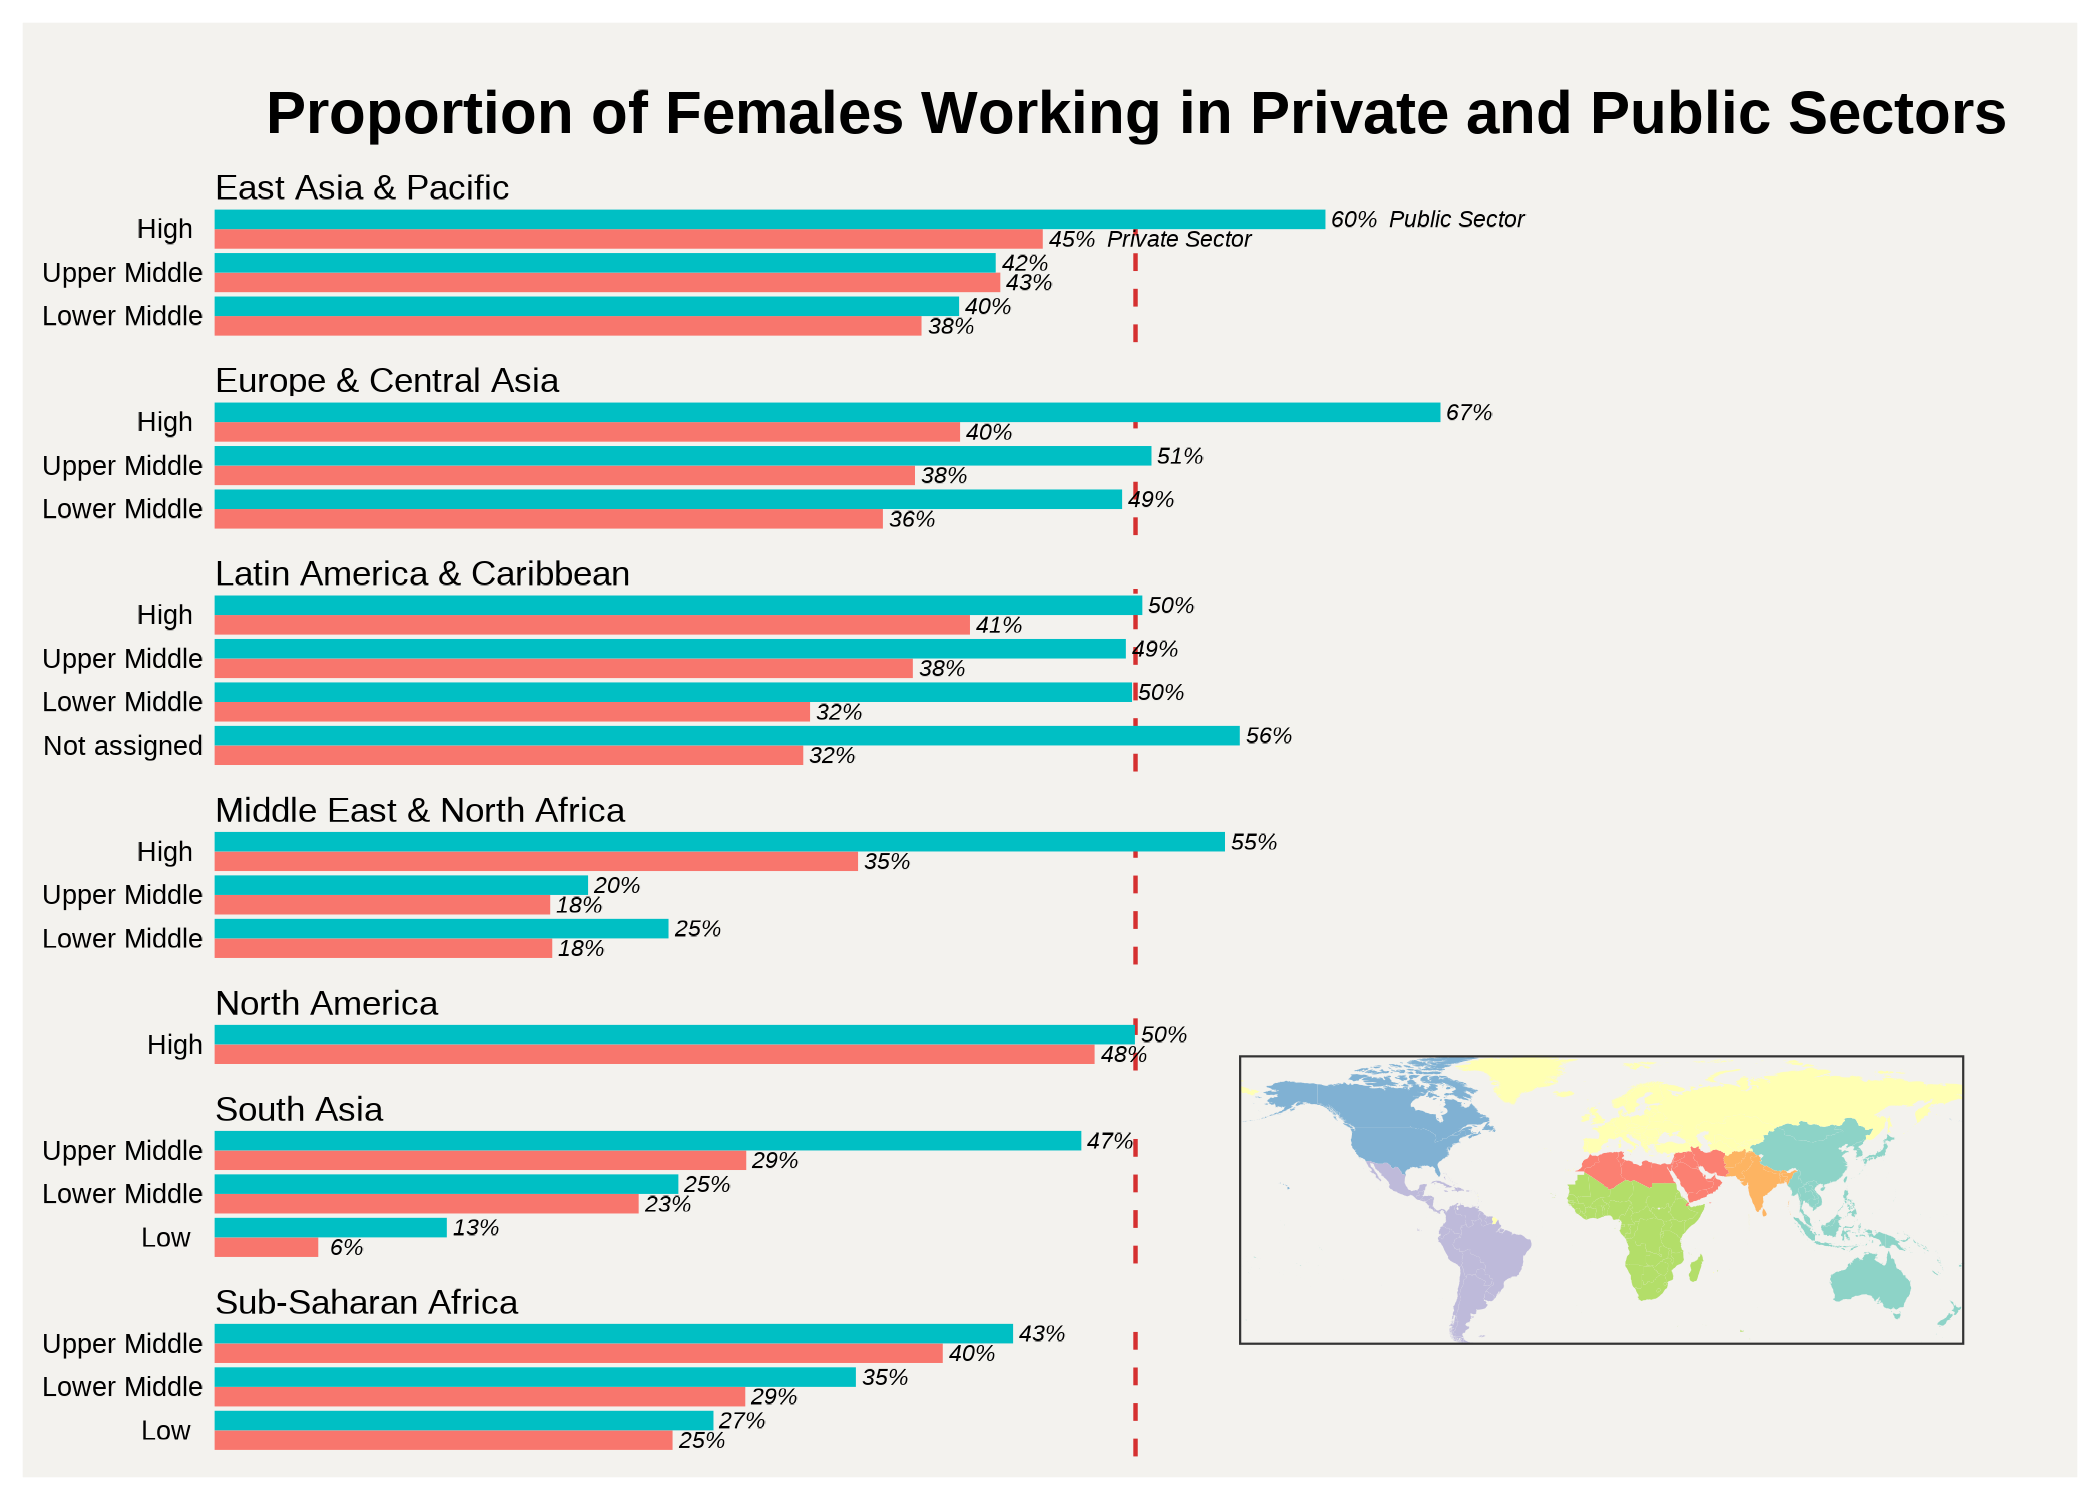 Proportion of Females Working in Private and Public Sectors
East Asia & Pacific
High 60% Public Sector
45% Private Sector
Upper Middle 42%
43%
Lower Middle 40%
38%
Europe & Central Asia
High 67%
40%
Upper Middle 51%
38%
Lower Middle 49%
36%
Latin America & Caribbean
High 50%
41%
Upper Middle 49%
38%
Lower Middle 50%
32%
Not assigned 56%
32%
Middle East & North Africa
High 55%
35%
Upper Middle 20%
18%
Lower Middle 25%
18%
North America
High 50%
48%
South Asia
Upper Middle 47%
29%
Lower Middle 25%
23%
Low 13%
6%
Sub-Saharan Africa
Upper Middle 43%
40%
Lower Middle 35%
29%
Low 27%
25%